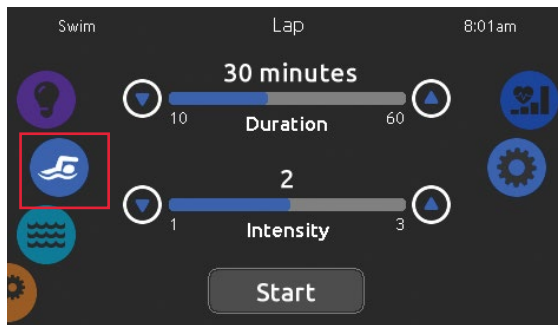 Swim Lap 8:01am
30 minutes
10 Duration 60
2
1 Intensity 3
Start